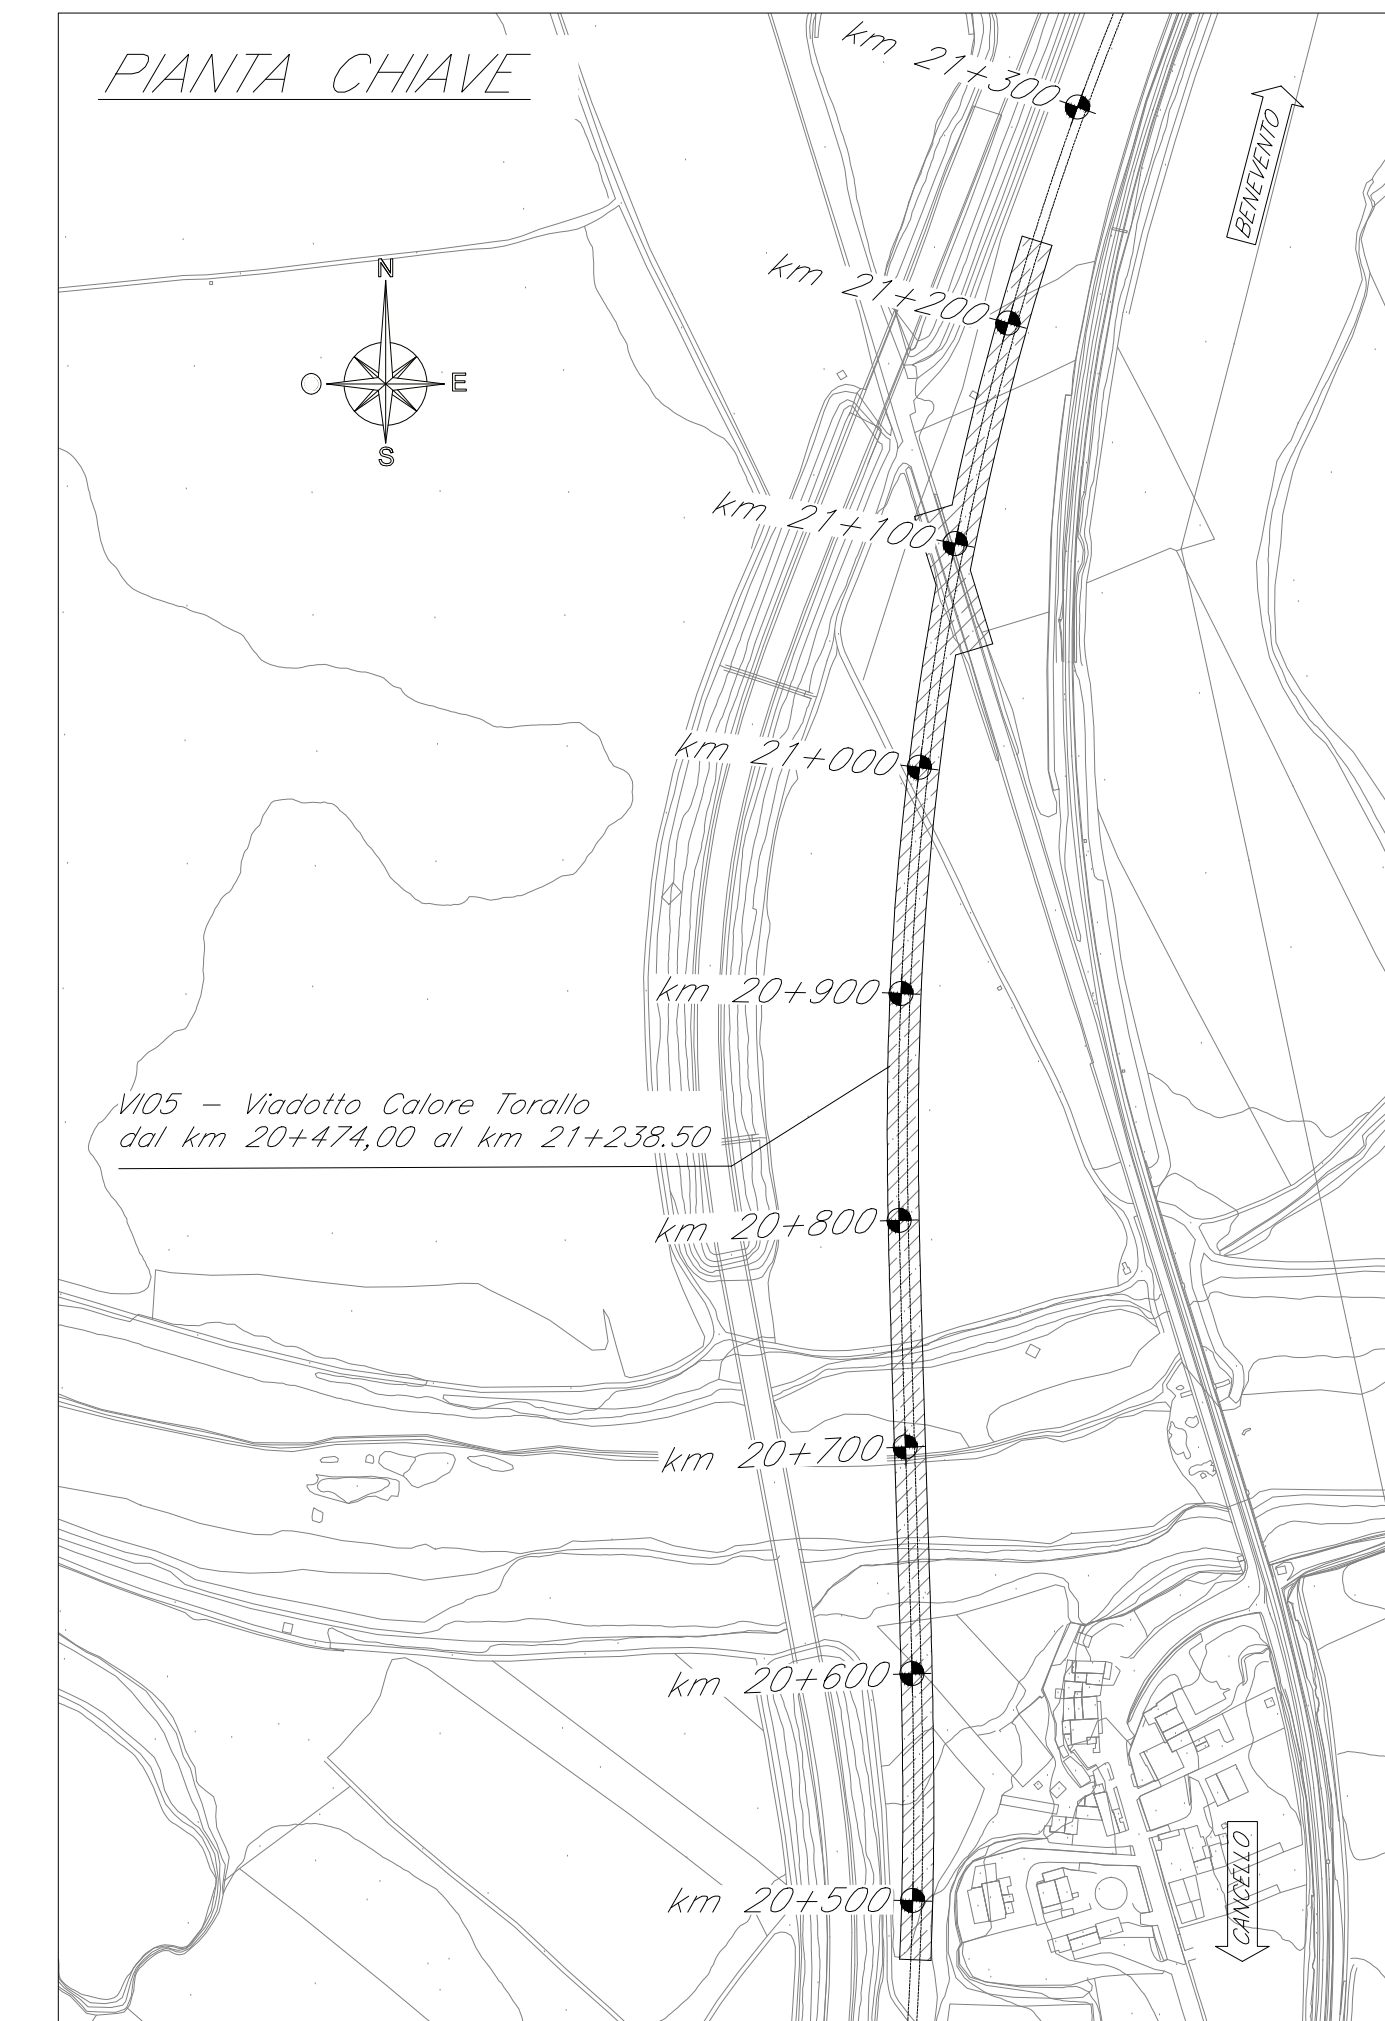 PIANTA CHIAVE
km 21+300
BENEVENTO
N
km 21+200
E
S
km 21+100
km 21+000
km 20+900
VI05 - Viadotto Calore Torallo
dal km 20+474,00 al km 21+238.50
km 20+800
km 20+700
km 20+600
km 20+500
CANCELLO